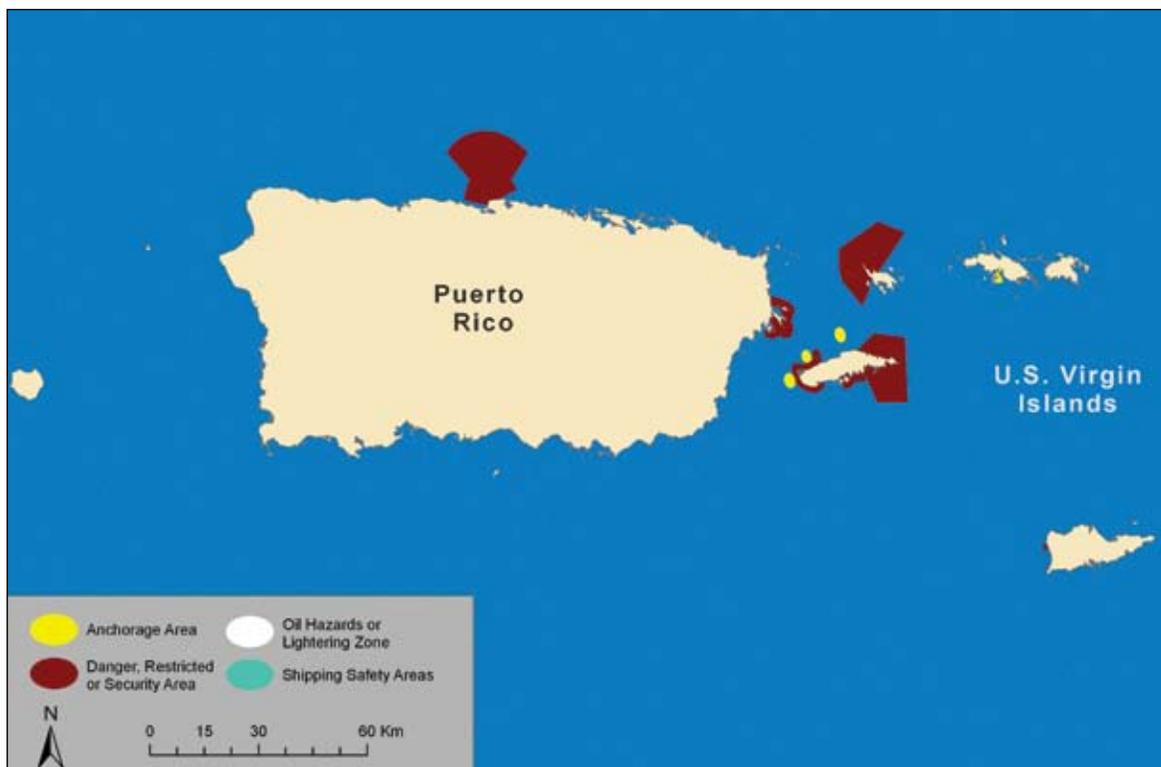 Puerto
Rico
U.S. Virgin
Islands
Anchorage Area
Danger, Restricted
or Security Area
Oil Hazards or
Lightering Zone
Shipping Safety Areas
N
0 15 30 60 Km